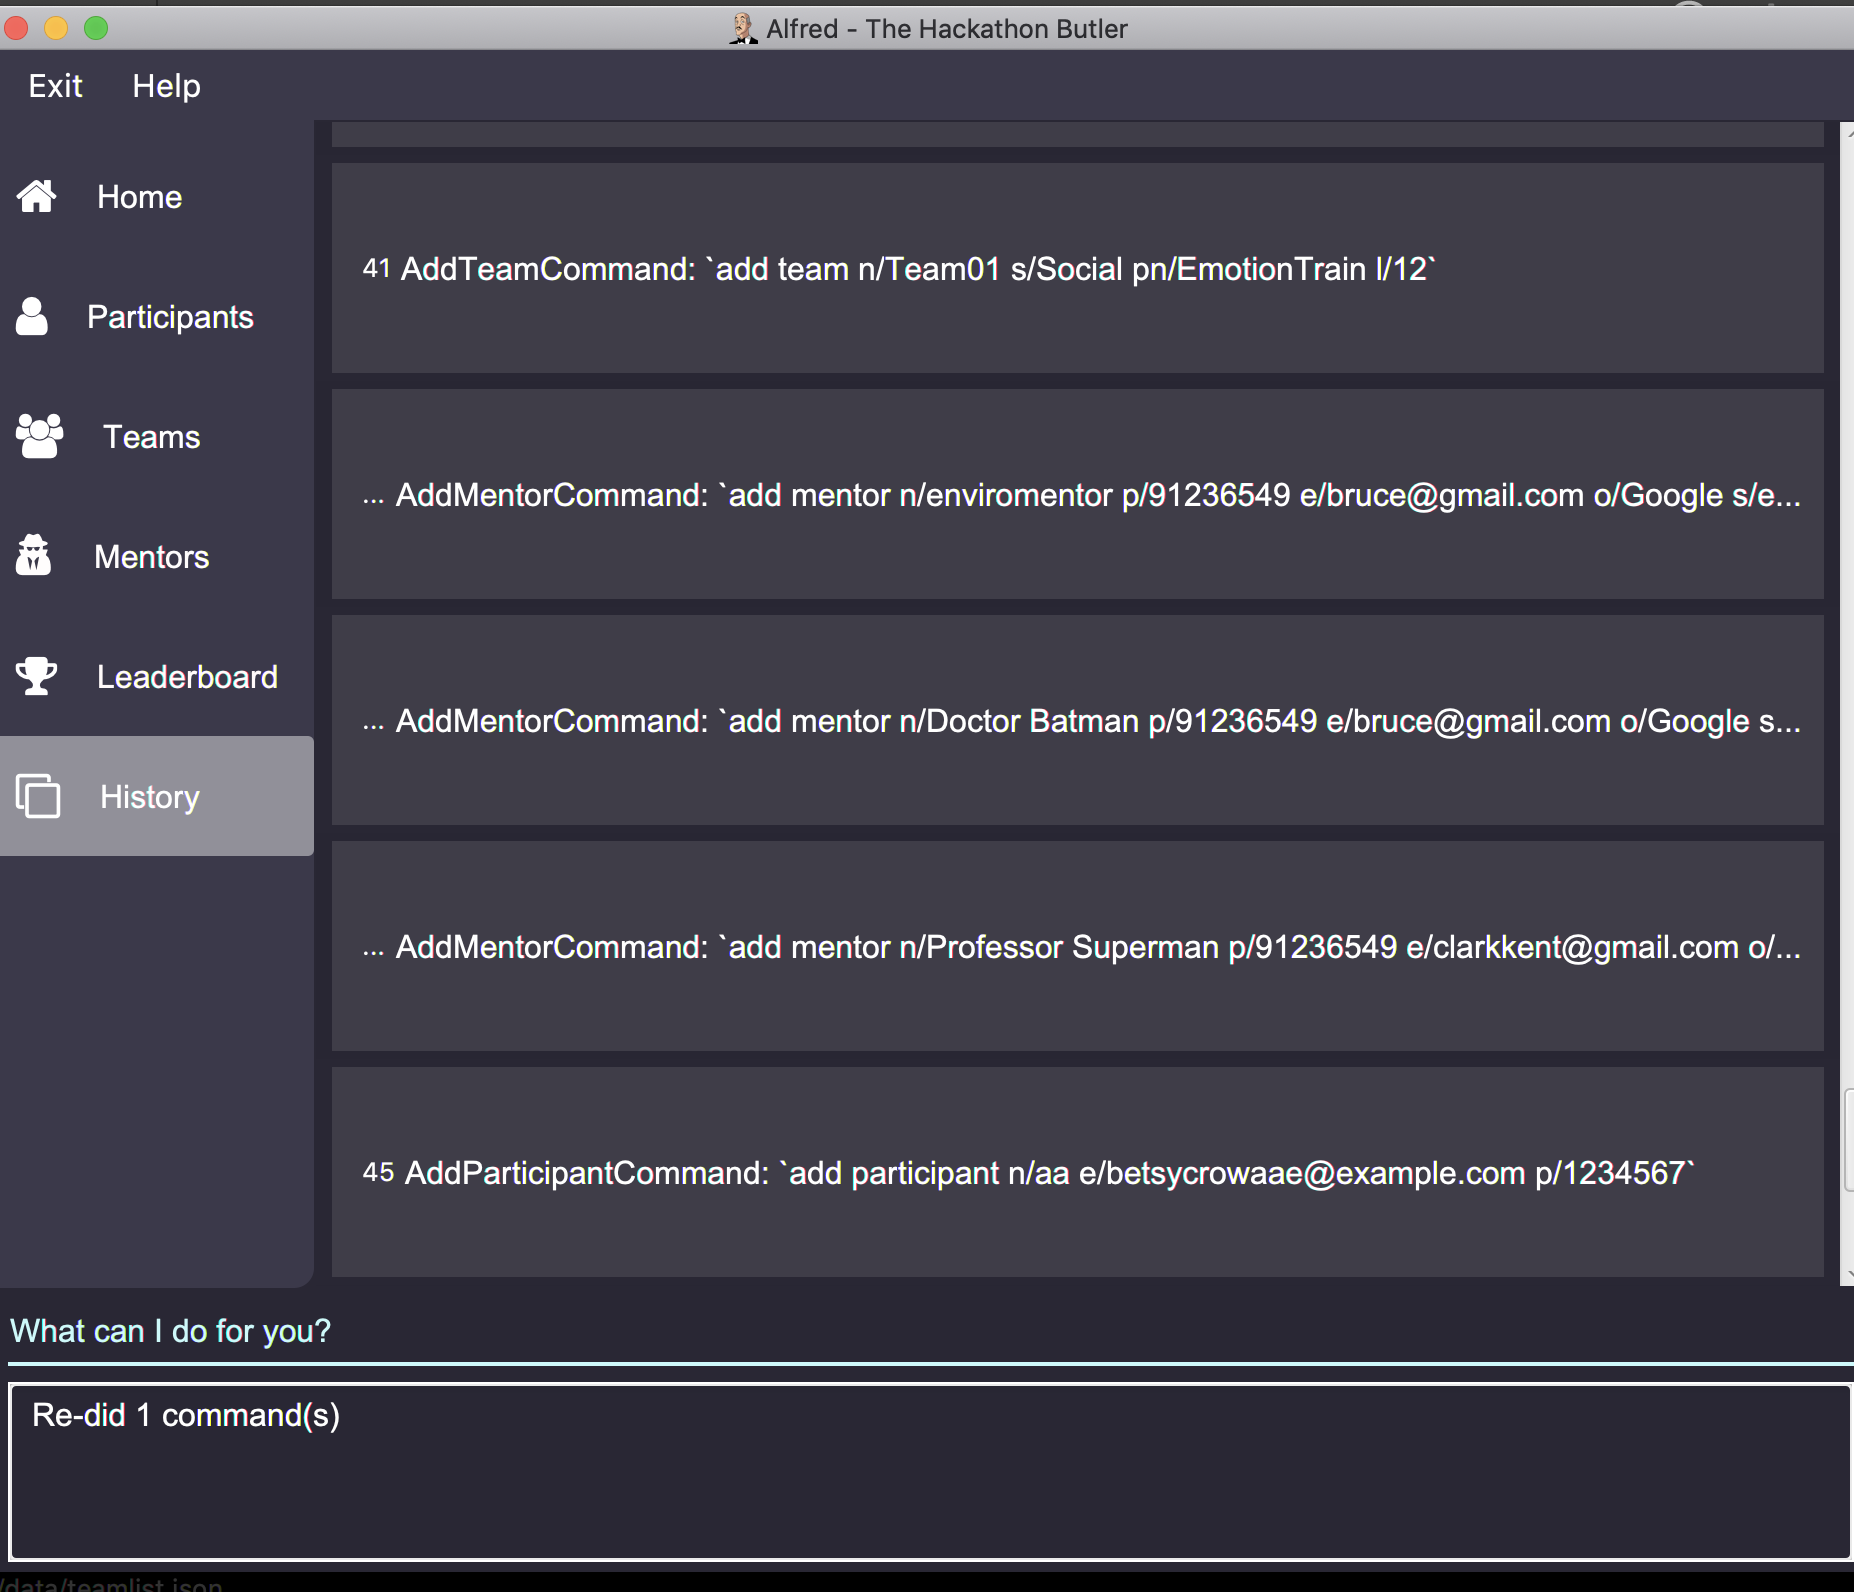 Alfred - The Hackathon Butler
Exit Help
Home
Participants
Teams
Mentors
Leaderboard
History
41 AddTeamCommand: `add team n/Team01 s/Social pn/EmotionTrain l/12`
... AddMentorCommand: `add mentor n/enviromentor p/91236549 e/bruce@gmail.com o/Google s/e...
... AddMentorCommand: `add mentor n/Doctor Batman p/91236549 e/bruce@gmail.com o/Google s...
... AddMentorCommand: `add mentor n/Professor Superman p/91236549 e/clarkkent@gmail.com o/...
45 AddParticipantCommand: `add participant n/aa e/betsycrowaae@example.com p/1234567`
What can I do for you?
Re-did 1 command(s)
/data/teamlist.json